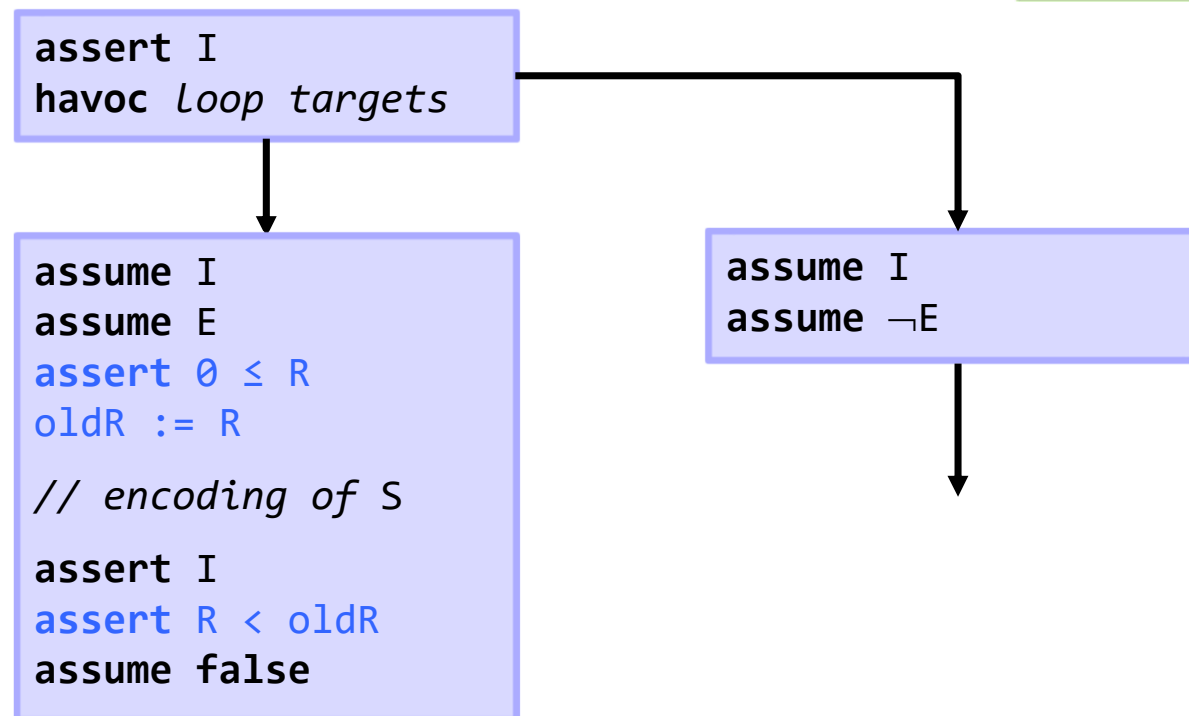 assert I
havoc loop targets
assume I
assume E
assert 0 ≤ R
oldR := R
// encoding of S
assert I
assert R < oldR
assume false
assume I
assume ¬E